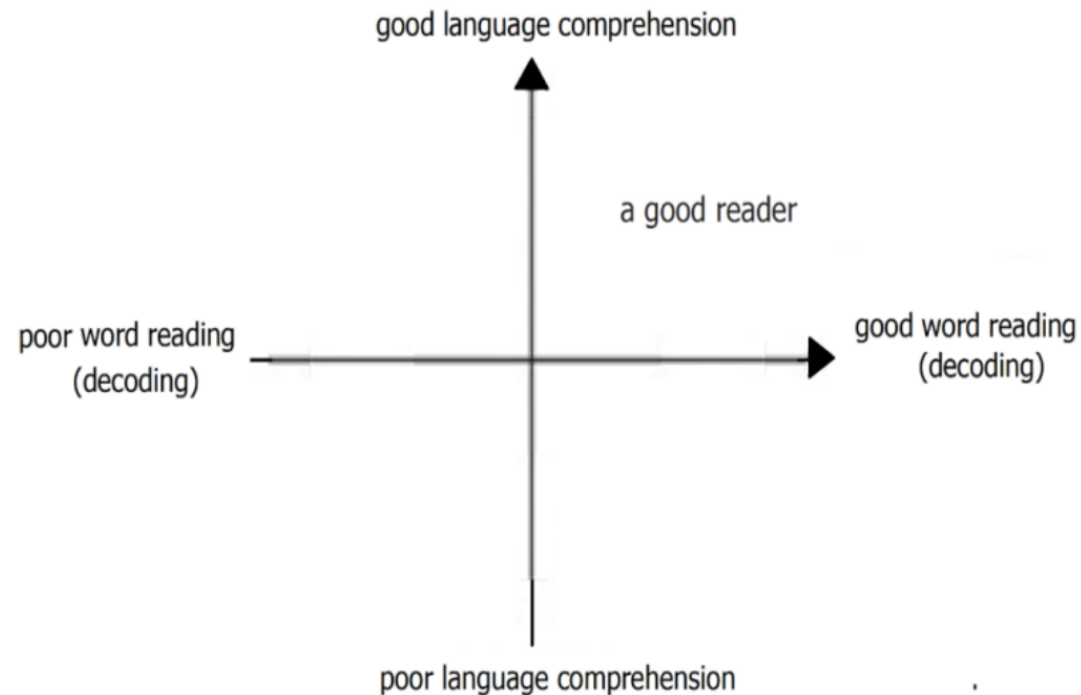 good language comprehension
a good reader
poor word reading
(decoding)
good word reading
(decoding)
poor language comprehension